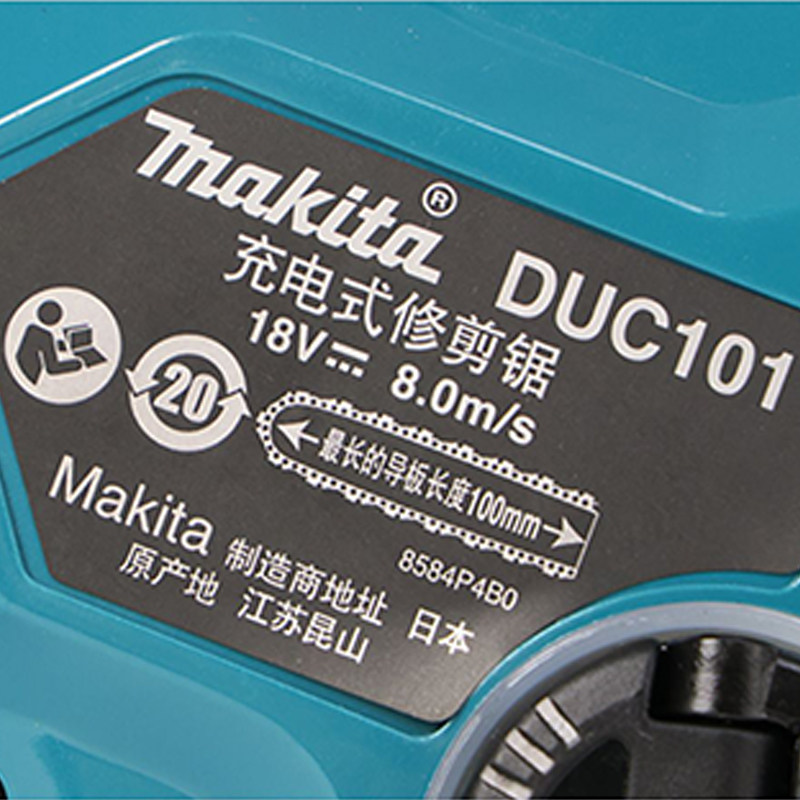 makita®
DUC101
充电式修剪锯
18V⎓ 8.0m/s
20
最长的导板长度100mm
8584P4B0
Makita 制造商地址 日本
原产地 江苏昆山